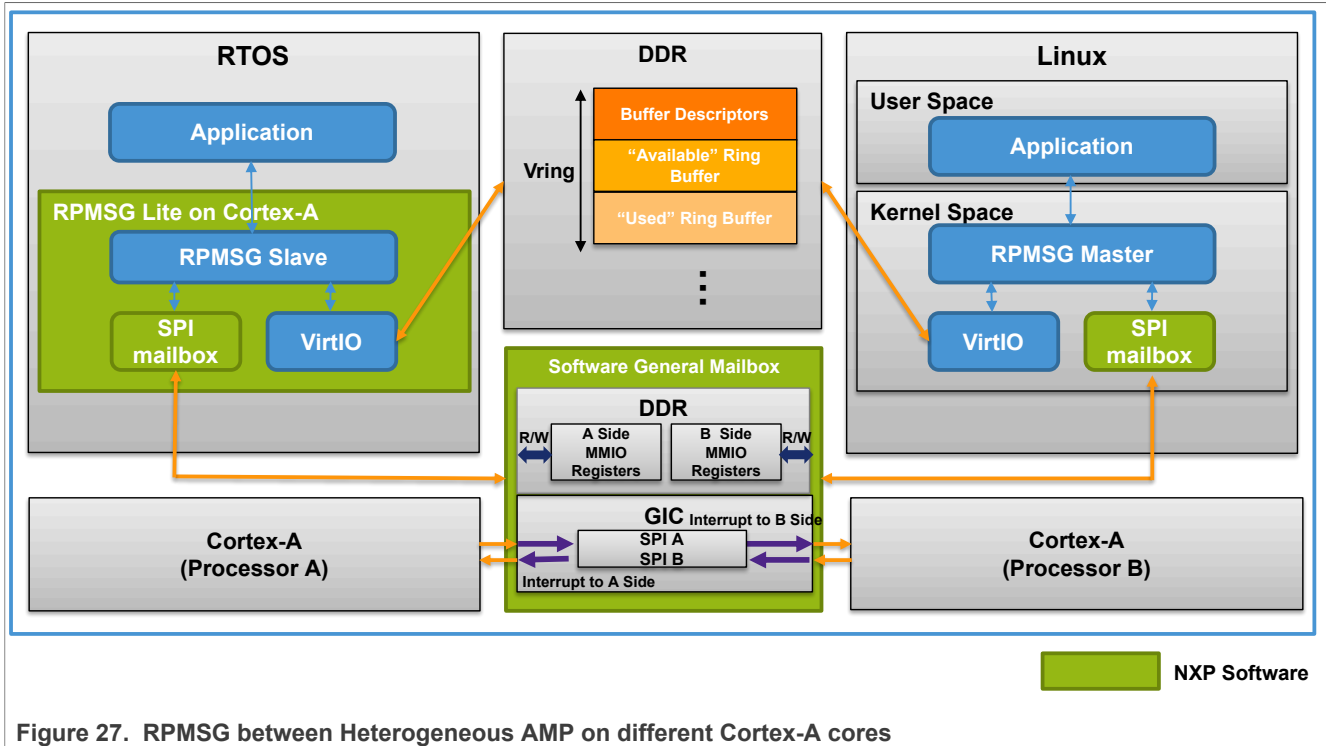 RTOS
Application
RPMSG Lite on Cortex-A
RPMSG Slave
SPI
mailbox
VirtIO
DDR
Vring
Buffer Descriptors
“Available” Ring
Buffer
“Used” Ring Buffer
Linux
User Space
Application
Kernel Space
RPMSG Master
VirtIO
SPI
mailbox
Software General Mailbox
DDR
R/W
A Side
MMIO
Registers
B Side
MMIO
Registers
R/W
GIC
Interrupt to B Side
SPI A
SPI B
Interrupt to A Side
Cortex-A
(Processor A)
Cortex-A
(Processor B)
NXP Software
Figure 27. RPMSG between Heterogeneous AMP on different Cortex-A cores